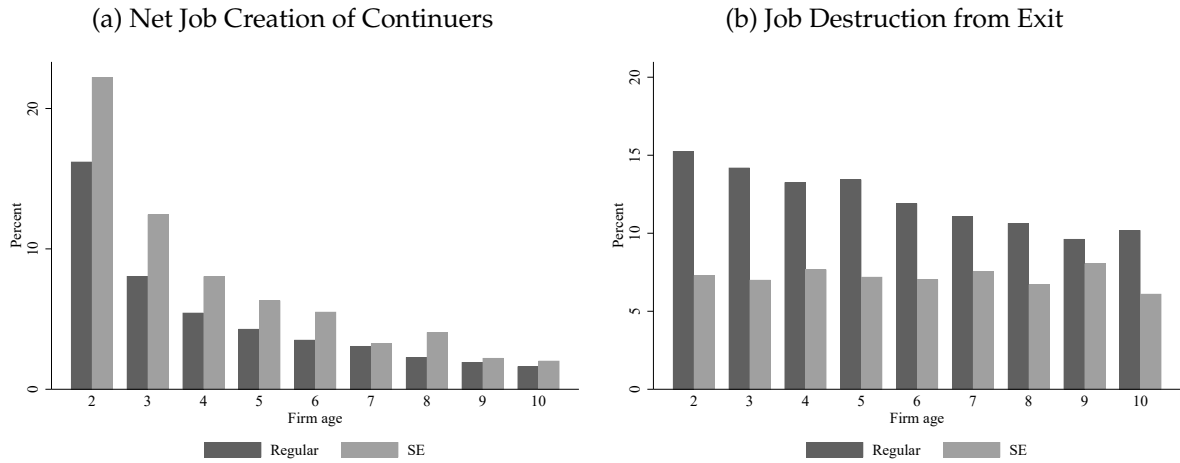 (a) Net Job Creation of Continuers
Percent
20
10
0
2 3 4 5 6 7 8 9 10
Firm age
Regular SE
(b) Job Destruction from Exit
Percent
20
15
10
5
0
2 3 4 5 6 7 8 9 10
Firm age
Regular SE